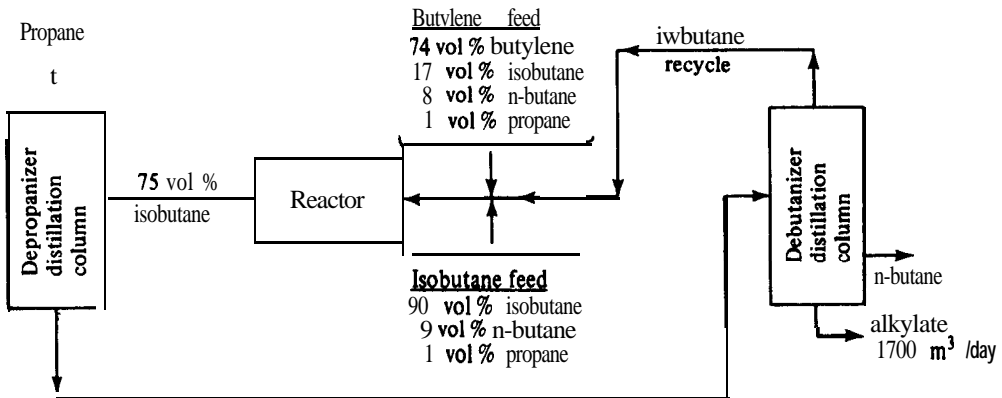 Propane
t
Butylene feed
74 vol % butylene
17 vol % isobutane
8 vol % n-butane
1 vol % propane
iwbutane
recycle
Depropanizer
distillation
column
75 vol %
isobutane
Reactor
Debutanizer
distillation
column
n-butane
Isobutane feed
90 vol % isobutane
9 vol % n-butane
1 vol % propane
alkylate
1700 m³ /day